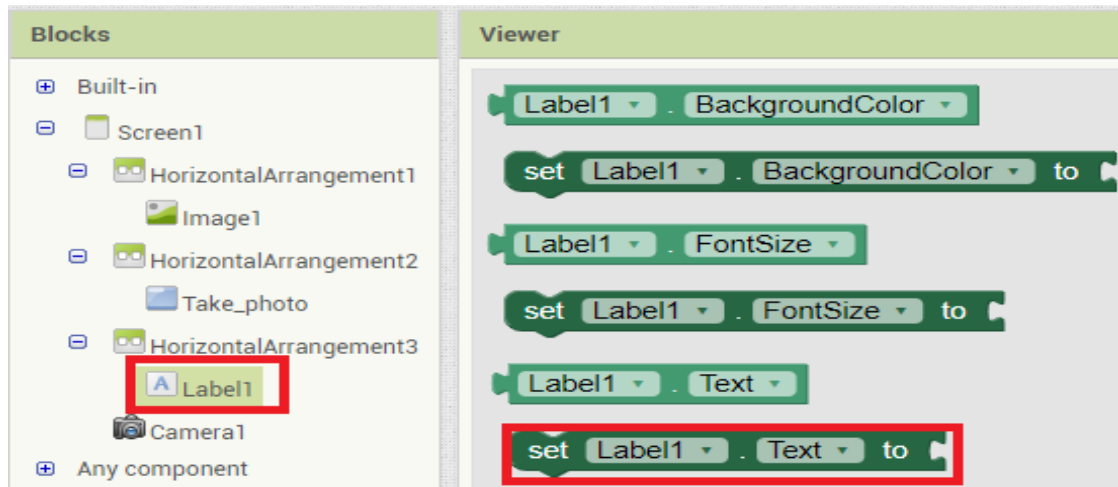 Blocks
Built-in
Screen1
HorizontalArrangement1
Image1
HorizontalArrangement2
Take_photo
HorizontalArrangement3
A Label1
Camera1
Any component
Viewer
Label1 . BackgroundColor
set Label1 . BackgroundColor to
Label1 . FontSize
set Label1 . FontSize to
Label1 . Text
set Label1 . Text to